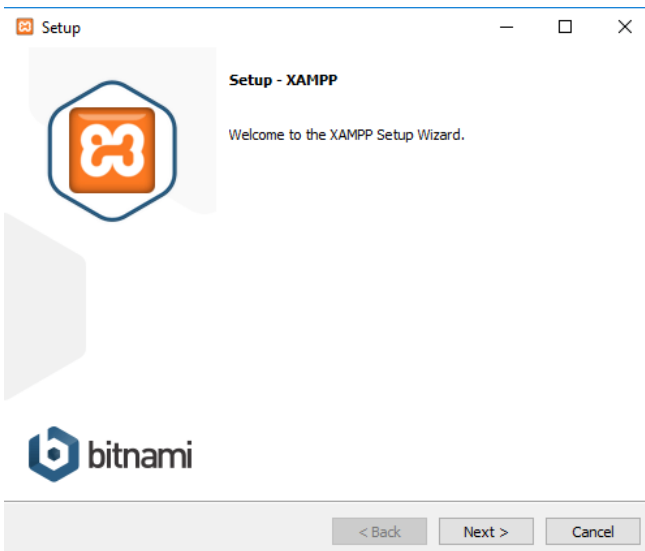 Setup
Setup - XAMPP
Welcome to the XAMPP Setup Wizard.
bitnami
< Back
Next >
Cancel